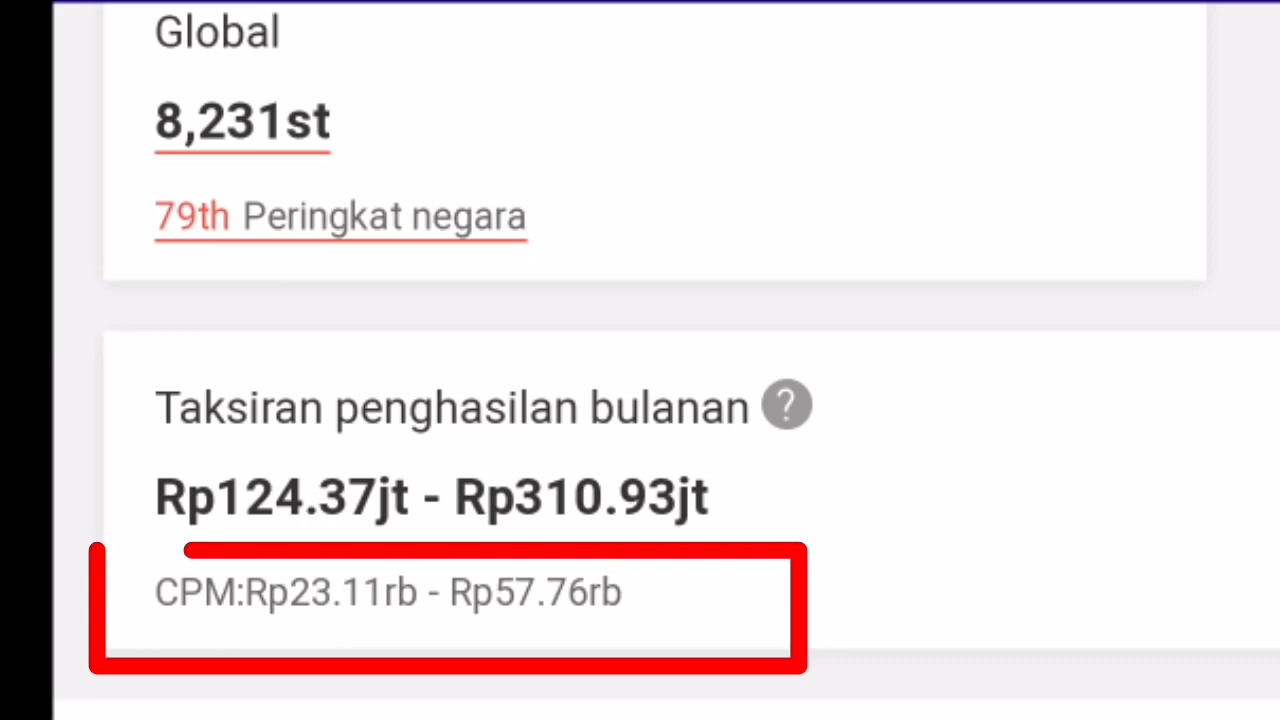 Global
8,231st
79th Peringkat negara
Taksiran penghasilan bulanan ?
Rp124.37jt - Rp310.93jt
CPM:Rp23.11rb - Rp57.76rb